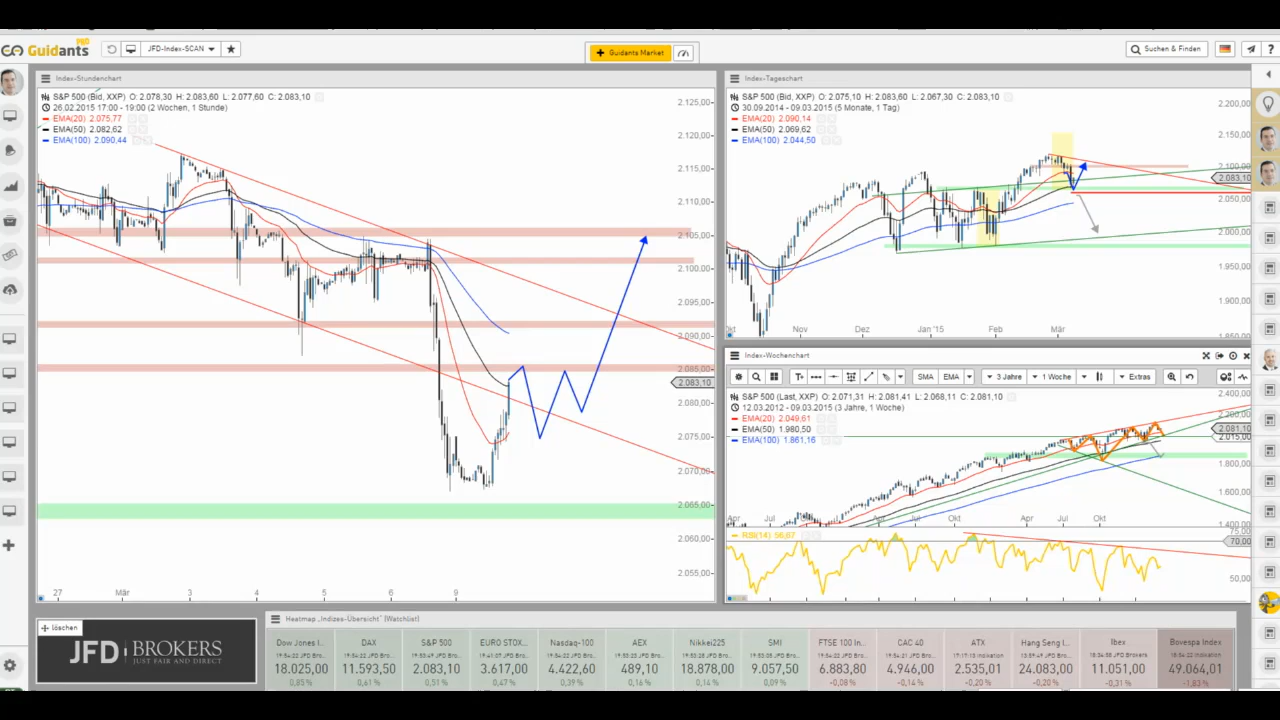 Guidants PRO
JFD-Index-SCAN
Guidants Market
Suchen & Finden
Index-Stundenchart
S&P 500 (Bid, XXP) O: 2.078,30 H: 2.083,60 L: 2.077,60 C: 2.083,10
26.02.2015 17:00 - 19:00 (2 Wochen, 1 Stunde)
EMA(20) 2.075,77
EMA(50) 2.082,62
EMA(100) 2.090,44
2.125,00
2.120,00
2.115,00
2.110,00
2.105,00
2.100,00
2.095,00
2.090,00
2.085,00
2.083,10
2.080,00
2.075,00
2.070,00
2.065,00
2.060,00
2.055,00
27 Mär 3 4 5 9
Index-Tageschart
S&P 500 (Bid, XXP) O: 2.075,10 H: 2.083,60 L: 2.067,30 C: 2.083,10
30.09.2014 - 09.03.2015 (5 Monate, 1 Tag)
EMA(20) 2.090,14
EMA(50) 2.069,62
EMA(100) 2.044,50
2.200,00
2.150,00
2.100,00
2.083,10
2.050,00
2.000,00
1.950,00
1.900,00
1.850,00
Okt Nov Dez Jan '15 Feb Mär
Index-Wochenchart
SMA EMA 3 Jahre 1 Woche Extras
S&P 500 (Last, XXP) O: 2.071,31 H: 2.081,41 L: 2.068,11 C: 2.081,10
12.03.2012 - 09.03.2015 (3 Jahre, 1 Woche)
EMA(20) 2.049,61
EMA(50) 1.980,50
EMA(100) 1.861,16
2.400,00
2.200,00
2.081,10
2.015,00
1.800,00
1.600,00
1.400,00
Apr Jul Okt Apr Jul Okt Apr Jul Okt
RSI(14) 56,07
70,00
50,00
löschen
JFD BROKERS
JUST FAIR AND DIRECT
Heatmap „Indizes-Übersicht" (Watchlist)
Dow Jones I... DAX S&P 500 EURO STOX... Nasdaq-100 AEX Nikkei225 SMI FTSE 100 In... CAC 40 ATX Hang Seng I... Ibex Bovespa Index
18.025,00 11.593,50 2.083,10 3.617,00 4.422,60 489,10 18.878,00 9.057,50 6.883,80 4.946,00 2.535,01 24.083,00 11.051,00 49.064,01
0,85% 0,61% 0,51% 0,47% 0,39% 0,16% 0,14% 0,09% -0,08% -0,14% -0,20% -0,20% -0,31% -1,83%